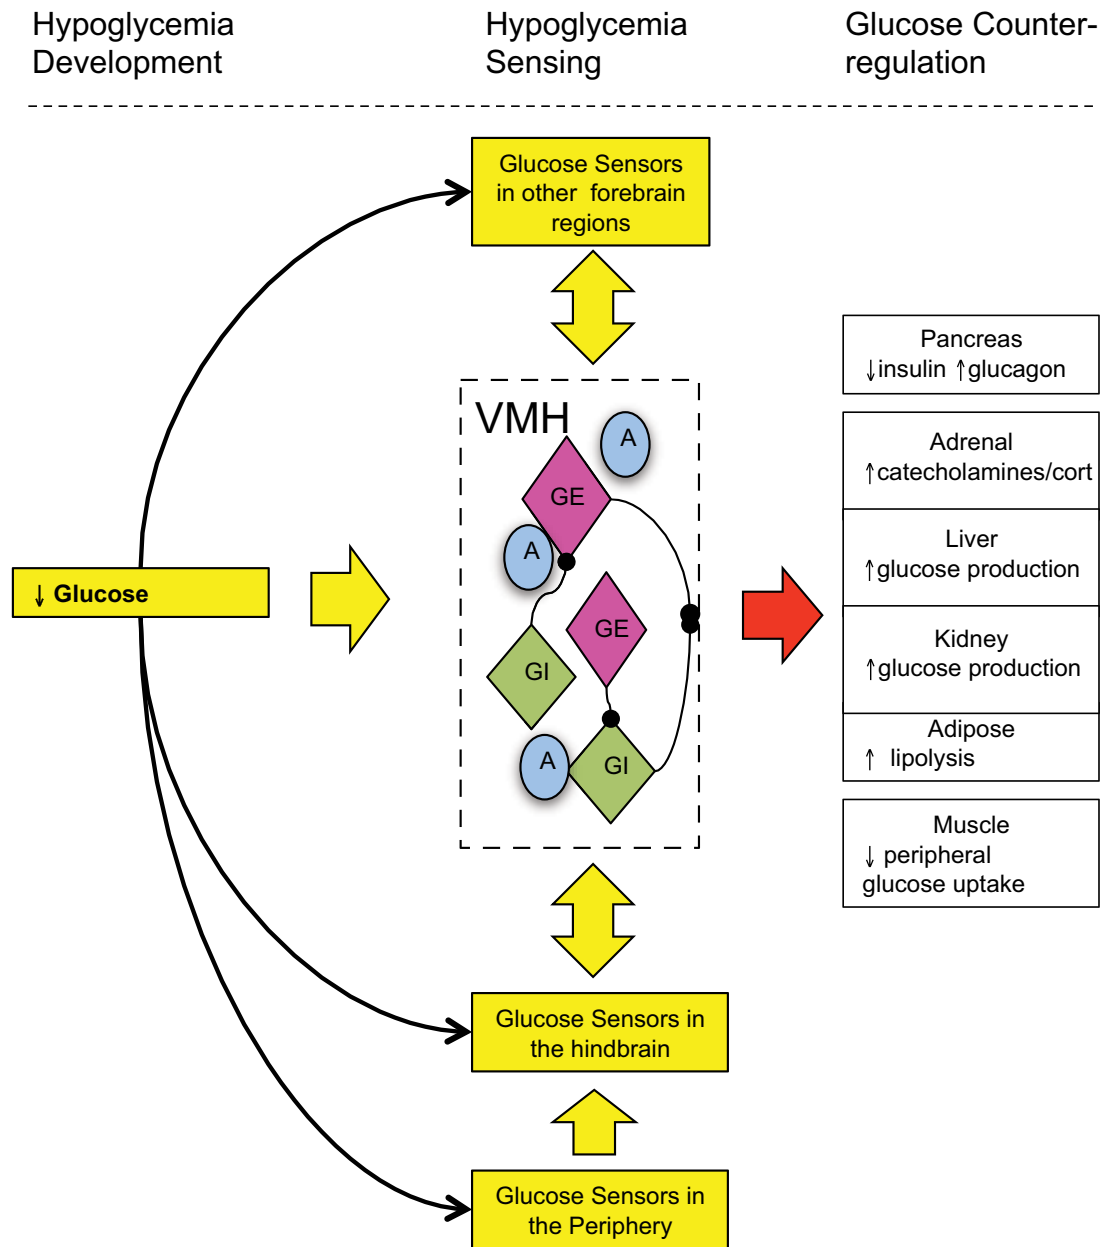 Hypoglycemia
Development
Hypoglycemia
Sensing
Glucose Counter-
regulation
Glucose Sensors
in other forebrain
regions
VMH
A
GE
A
GE
GI
A
GI
↓ Glucose
Pancreas
↓insulin ↑glucagon
Adrenal
↑catecholamines/cort
Liver
↑glucose production
Kidney
↑glucose production
Adipose
↑ lipolysis
Muscle
↓ peripheral
glucose uptake
Glucose Sensors in
the hindbrain
Glucose Sensors in
the Periphery